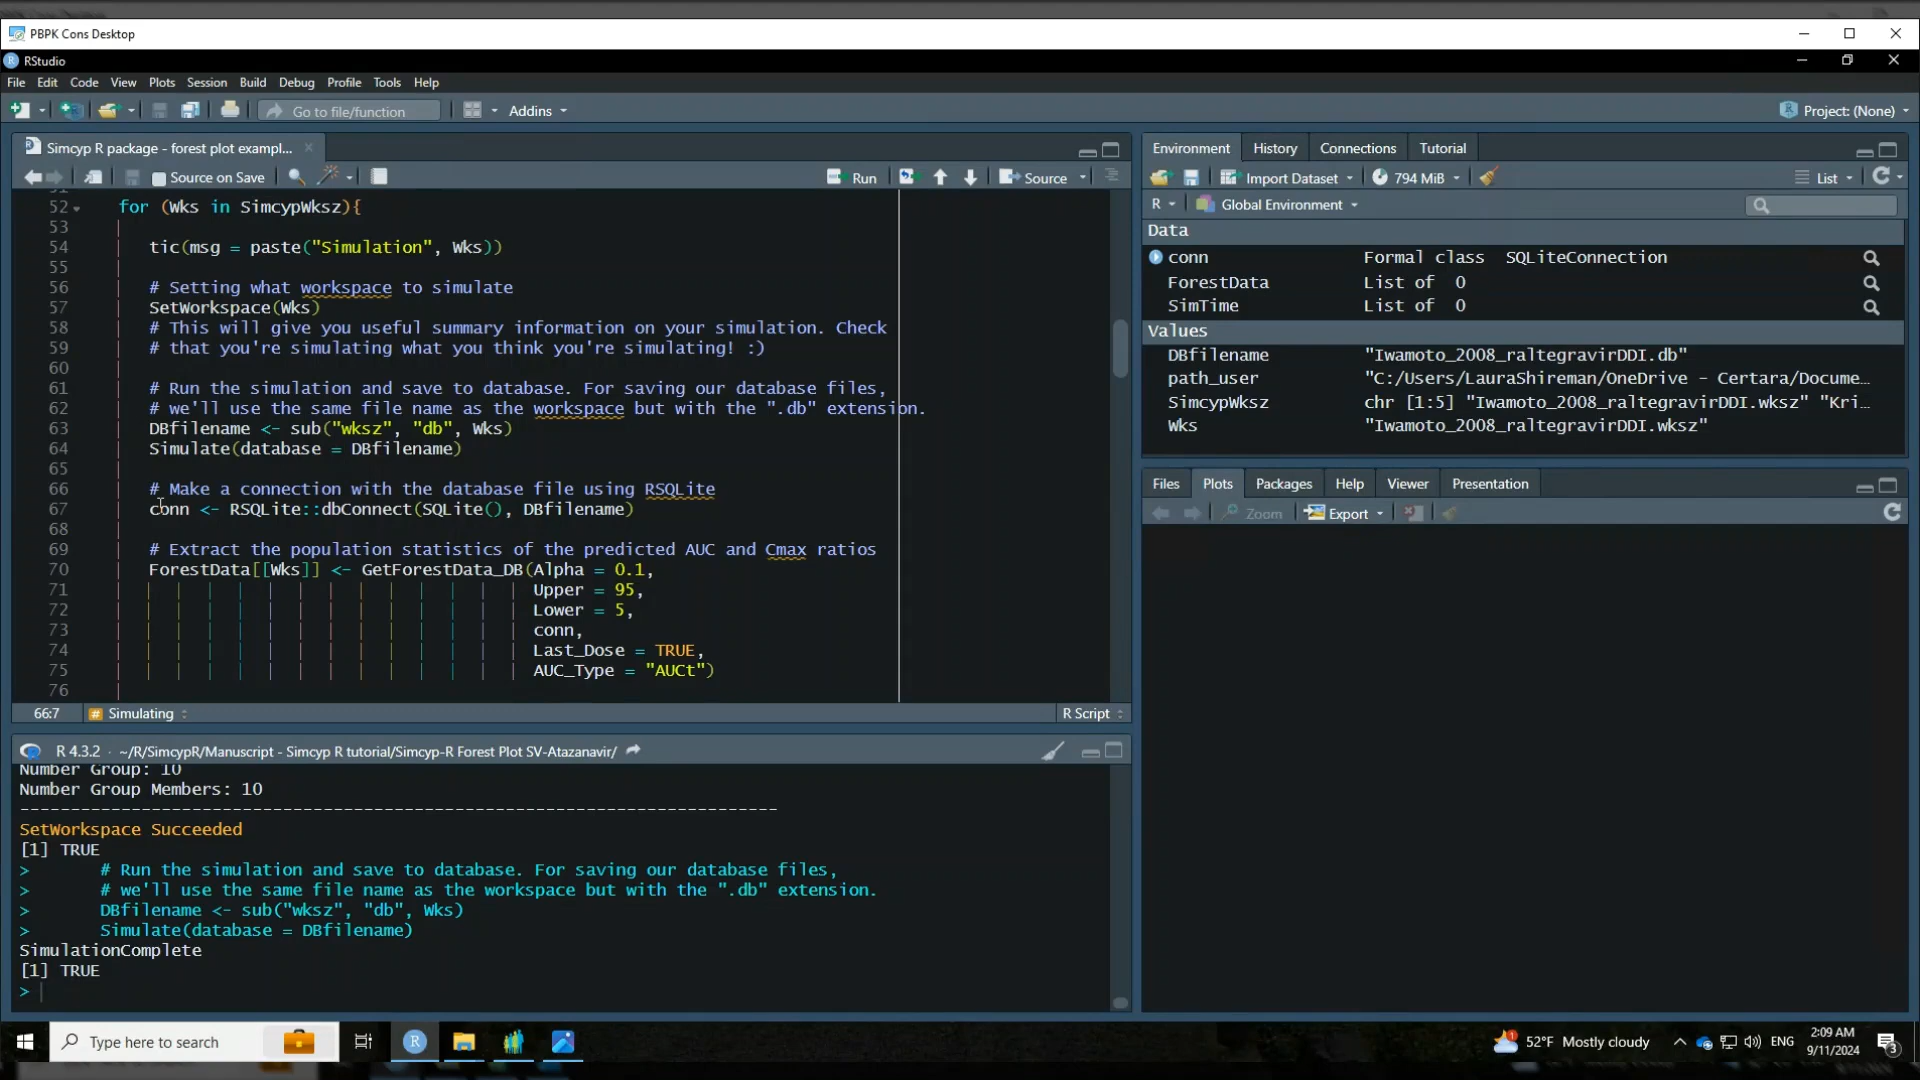 PBPK Cons Desktop
RStudio
File Edit Code View Plots Session Build Debug Profile Tools Help
Go to file/function Addins Project: (None)
Simcyp R package - forest plot exampl...
Source on Save Run Source
52 for (Wks in SimcypWksz){
53
54 tic(msg = paste("Simulation", Wks))
55
56 # Setting what workspace to simulate
57 SetWorkspace(Wks)
58 # This will give you useful summary information on your simulation. Check
59 # that you're simulating what you think you're simulating! :)
60
61 # Run the simulation and save to database. For saving our database files,
62 # we'll use the same file name as the workspace but with the ".db" extension.
63 DBfilename <- sub("wksz", "db", Wks)
64 Simulate(database = DBfilename)
65
66 # Make a connection with the database file using RSQLite
67 conn <- RSQLite::dbConnect(SQLite(), DBfilename)
68
69 # Extract the population statistics of the predicted AUC and Cmax ratios
70 ForestData[[Wks]] <- GetForestData_DB(Alpha = 0.1,
71 Upper = 95,
72 Lower = 5,
73 conn,
74 Last_Dose = TRUE,
75 AUC_Type = "AUCt")
76
66:7 # Simulating R Script
R 4.3.2 · ~/R/SimcypR/Manuscript - Simcyp R tutorial/Simcyp-R Forest Plot SV-Atazanavir/
Number Group: 10
Number Group Members: 10
--------------------------------------------------------------------------
SetWorkspace Succeeded
[1] TRUE
> # Run the simulation and save to database. For saving our database files,
> # we'll use the same file name as the workspace but with the ".db" extension.
> DBfilename <- sub("wksz", "db", Wks)
> Simulate(database = DBfilename)
SimulationComplete
[1] TRUE
>
Environment History Connections Tutorial
Import Dataset 794 MiB List
R Global Environment
Data
conn Formal class SQLiteConnection
ForestData List of 0
SimTime List of 0
Values
DBfilename "Iwamoto_2008_raltegravirDDI.db"
path_user "C:/Users/LauraShireman/OneDrive - Certara/Docume...
SimcypWksz chr [1:5] "Iwamoto_2008_raltegravirDDI.wksz" "Kri...
Wks "Iwamoto_2008_raltegravirDDI.wksz"
Files Plots Packages Help Viewer Presentation
Zoom Export
Type here to search
52°F Mostly cloudy ENG 2:09 AM
9/11/2024
3